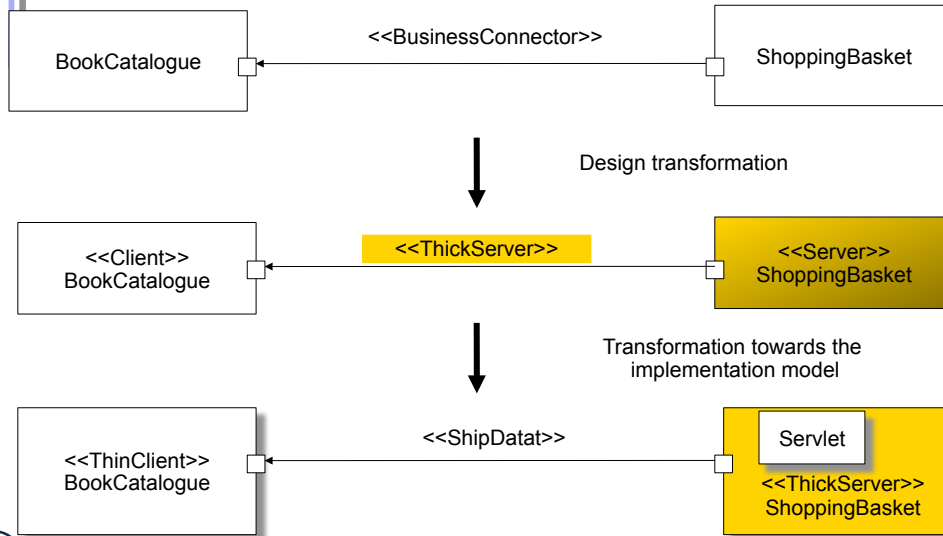 <<BusinessConnector>>
BookCatalogue
ShoppingBasket
Design transformation
<<ThickServer>>
<<Client>>
BookCatalogue
<<Server>>
ShoppingBasket
Transformation towards the
implementation model
<<ShipDatat>>
Servlet
<<ThinClient>>
BookCatalogue
<<ThickServer>>
ShoppingBasket